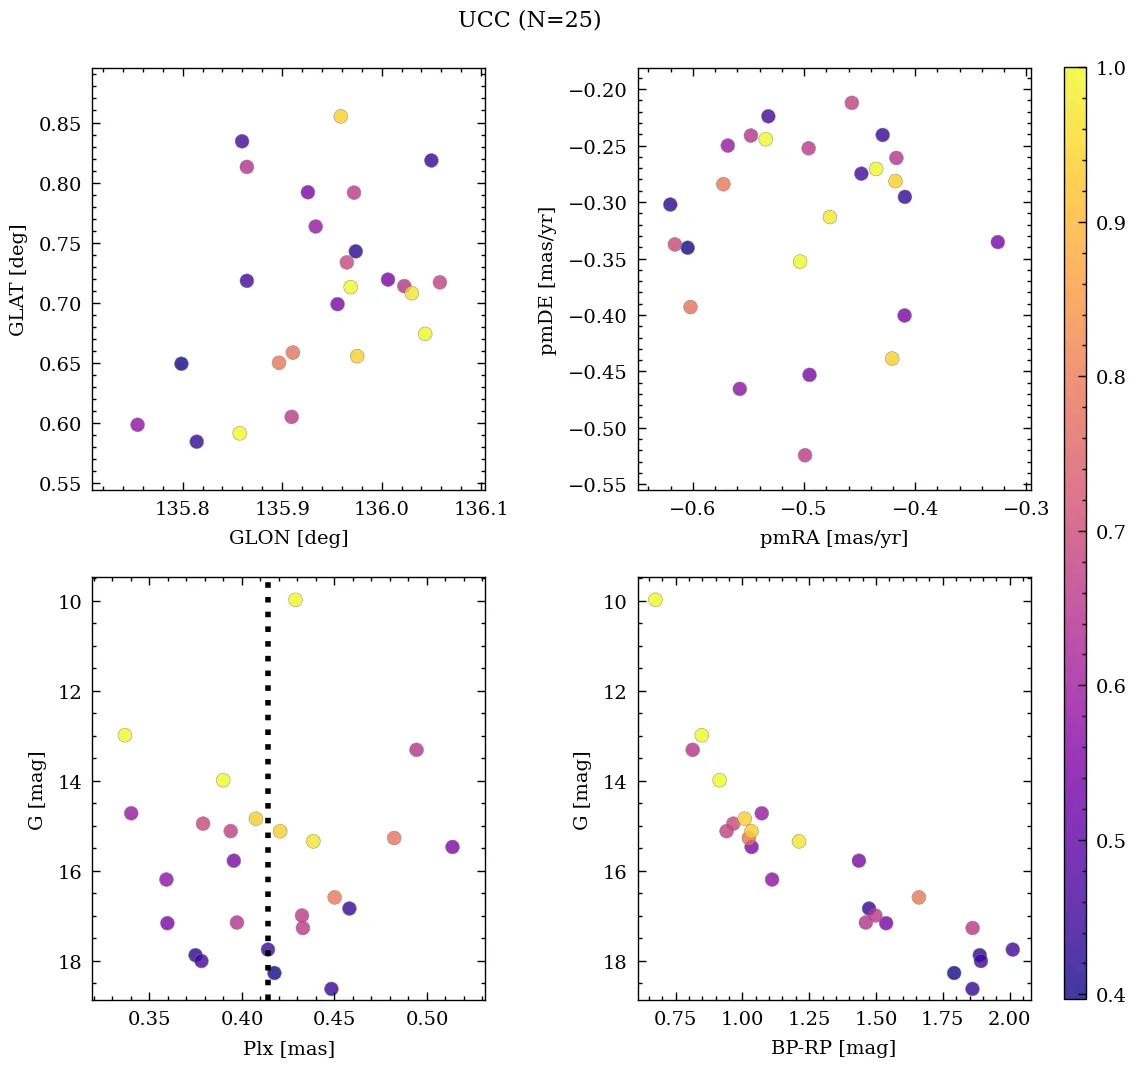 UCC (N=25)
0.85
0.80
0.75
0.70
0.65
0.60
0.55
GLAT [deg]
135.8 135.9 136.0 136.1
GLON [deg]
−0.20
−0.25
−0.30
−0.35
−0.40
−0.45
−0.50
−0.55
pmDE [mas/yr]
−0.6 −0.5 −0.4 −0.3
pmRA [mas/yr]
10
12
14
16
18
G [mag]
0.35 0.40 0.45 0.50
Plx [mas]
10
12
14
16
18
G [mag]
0.75 1.00 1.25 1.50 1.75 2.00
BP-RP [mag]
1.0
0.9
0.8
0.7
0.6
0.5
0.4